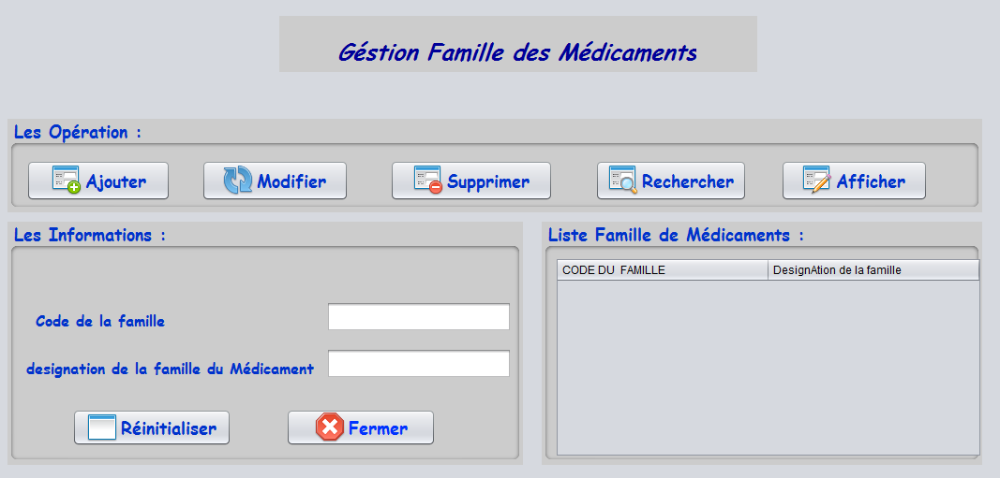 Géstion Famille des Médicaments
Les Opération :
Ajouter
Modifier
Supprimer
Rechercher
Afficher
Les Informations :
Code de la famille
designation de la famille du Médicament
Réinitialiser
Fermer
Liste Famille de Médicaments :
CODE DU FAMILLE
DesignAtion de la famille